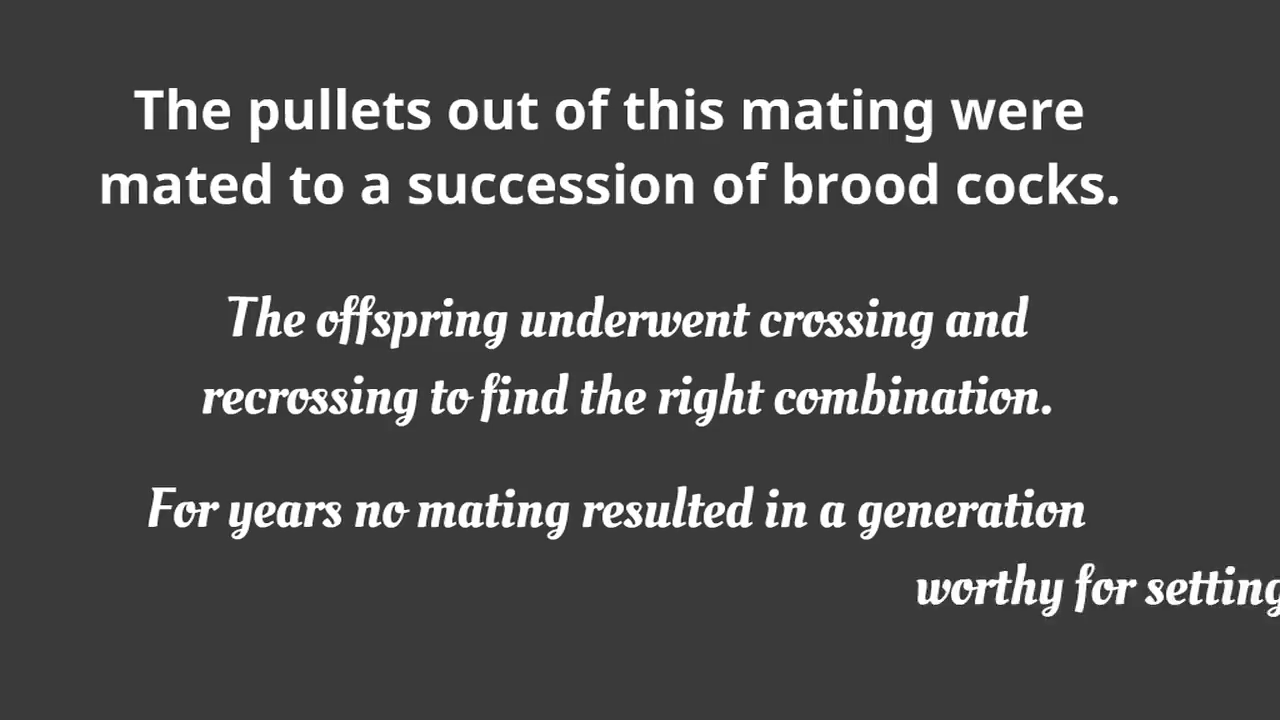 The pullets out of this mating were
mated to a succession of brood cocks.
The offspring underwent crossing and
recrossing to find the right combination.
For years no mating resulted in a generation
worthy for setting